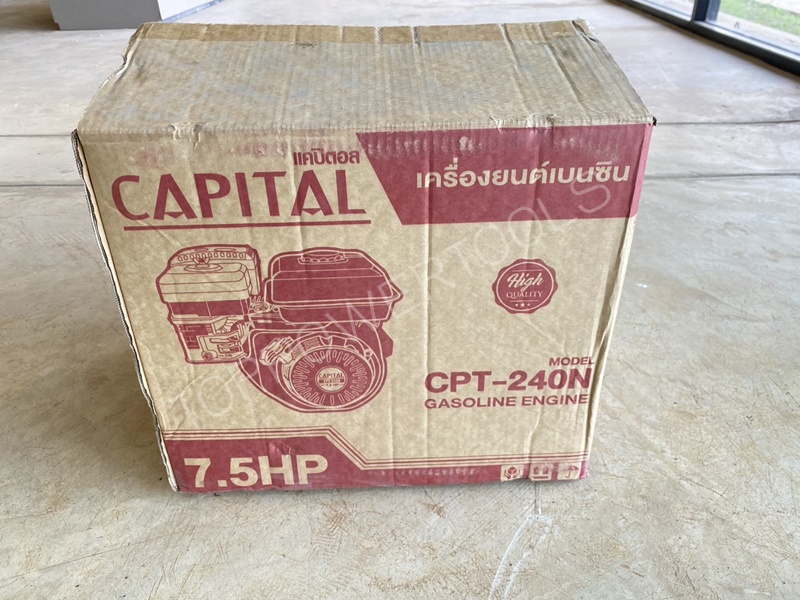 แคปิตอล
CAPITAL
เครื่องยนต์เบนซิน
High
QUALITY
CAPITAL
MODEL
CPT-240N
GASOLINE ENGINE
7.5HP